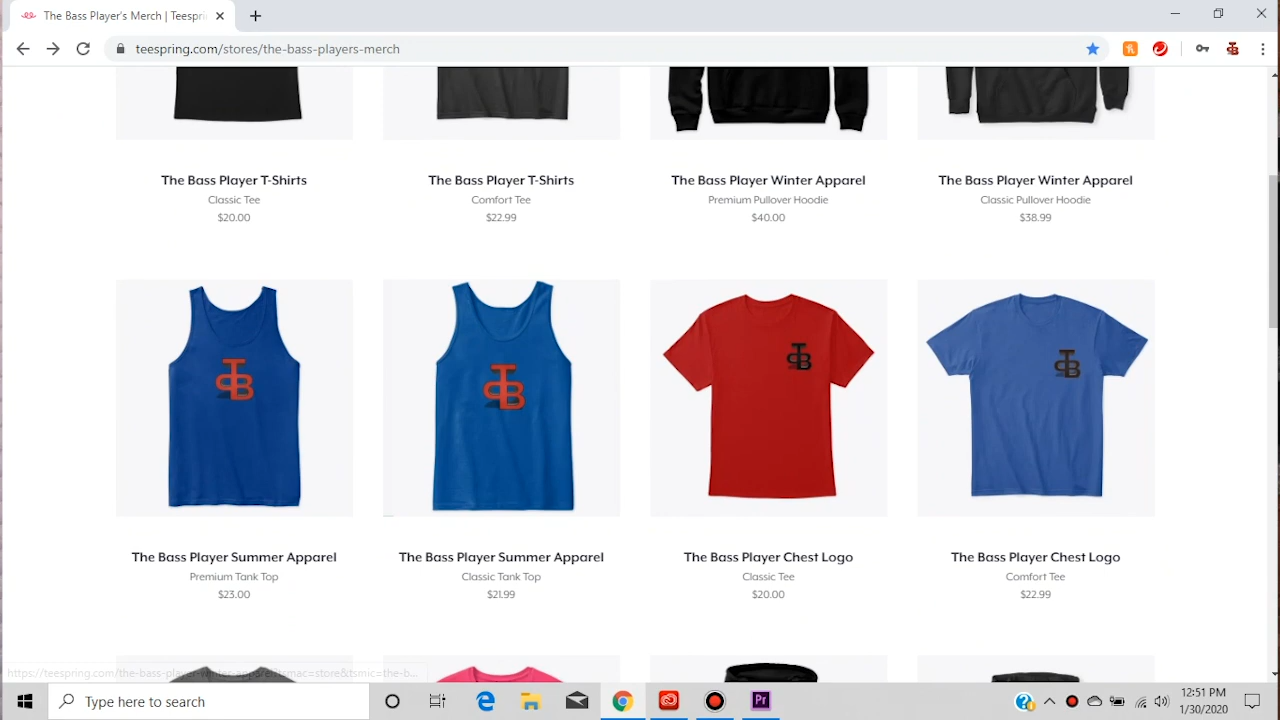 The Bass Player's Merch | Teespri
teespring.com/stores/the-bass-players-merch
The Bass Player T-Shirts
Classic Tee
$20.00
The Bass Player T-Shirts
Comfort Tee
$22.99
The Bass Player Winter Apparel
Premium Pullover Hoodie
$40.00
The Bass Player Winter Apparel
Classic Pullover Hoodie
$38.99
TCB
TCB
TCB
TCB
The Bass Player Summer Apparel
Premium Tank Top
$23.00
The Bass Player Summer Apparel
Classic Tank Top
$21.99
The Bass Player Chest Logo
Classic Tee
$20.00
The Bass Player Chest Logo
Comfort Tee
$22.99
Type here to search
Pr
12:51 PM
1/30/2020